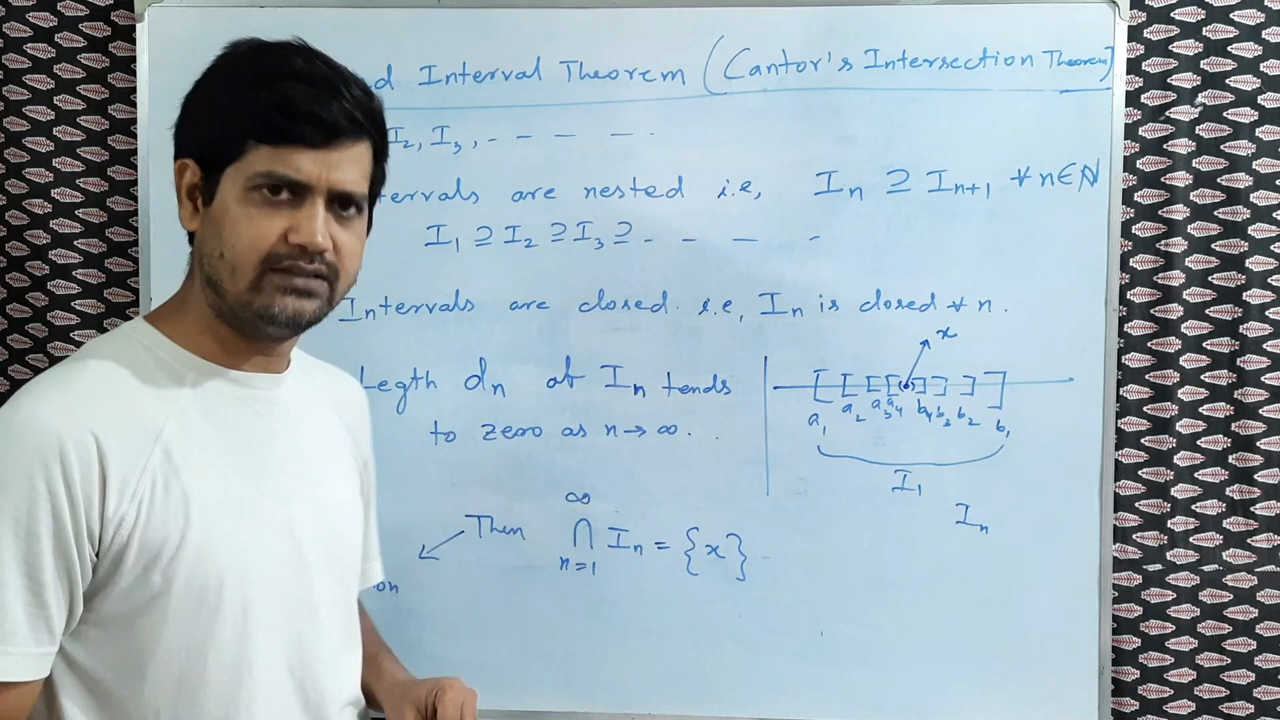 d Interval Theorem (Cantor's Intersection Theorem)
I₂, I₃, - - - - .
tervals are nested i.e, Iₙ ⊇ Iₙ₊₁ ∀ n∈ℕ
I₁ ⊇ I₂ ⊇ I₃ ⊇ - - - -
Intervals are closed. i.e, Iₙ is closed ∀ n.
x
Legth dₙ of Iₙ tends
to zero as n→∞.
[ [ [ [ ] ] ] ]
a₁ a₂ a₃ a₄ b₄ b₃ b₂ b₁
I₁
Iₙ
Then ∞ ⋂ n=1 Iₙ = {x}
on